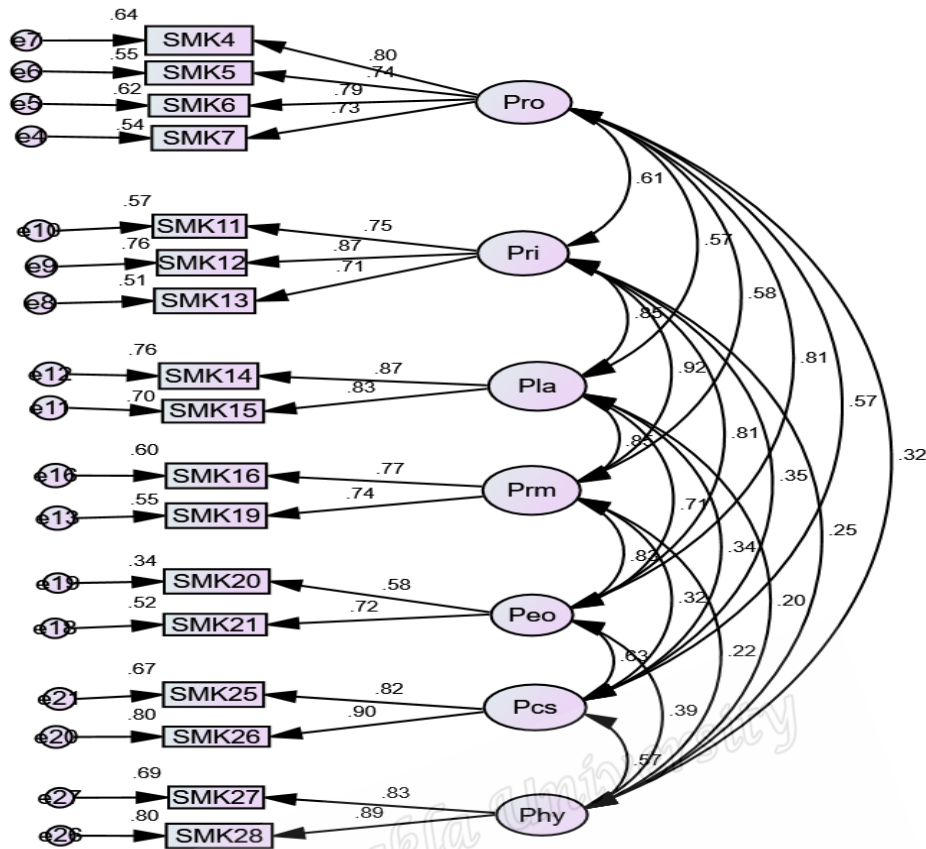 .64
e7 SMK4 .80
.55
e6 SMK5 .74
.62
e5 SMK6 .79
.54
e4 SMK7 .73
Pro
.61
.57
e10 SMK11 .75
.76
e9 SMK12 .87
.51
e8 SMK13 .71
Pri
.57
.58
.85
.92
.81
.57
.76
e12 SMK14 .87
.70
e11 SMK15 .83
Pla
.85
.81
.35
.32
.60
e16 SMK16 .77
.55
e13 SMK19 .74
Prm
.71
.34
.25
.82
.32
.20
.34
e19 SMK20 .58
.52
e18 SMK21 .72
Peo
.63
.22
.67
e21 SMK25 .82
.80
e20 SMK26 .90
Pcs
.39
.57
.69
e27 SMK27 .83
.80
e26 SMK28 .89
Phy
University